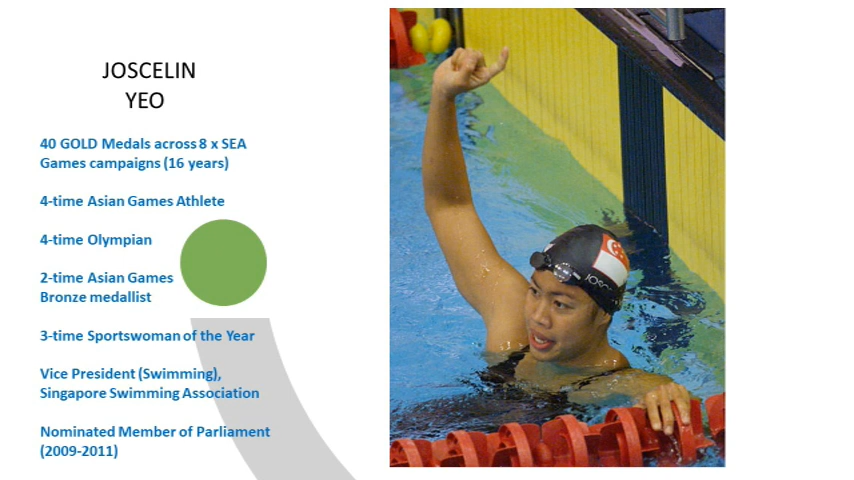 JOSCELIN
YEO
40 GOLD Medals across 8 x SEA
Games campaigns (16 years)
4-time Asian Games Athlete
4-time Olympian
2-time Asian Games
Bronze medallist
3-time Sportswoman of the Year
Vice President (Swimming),
Singapore Swimming Association
Nominated Member of Parliament
(2009-2011)